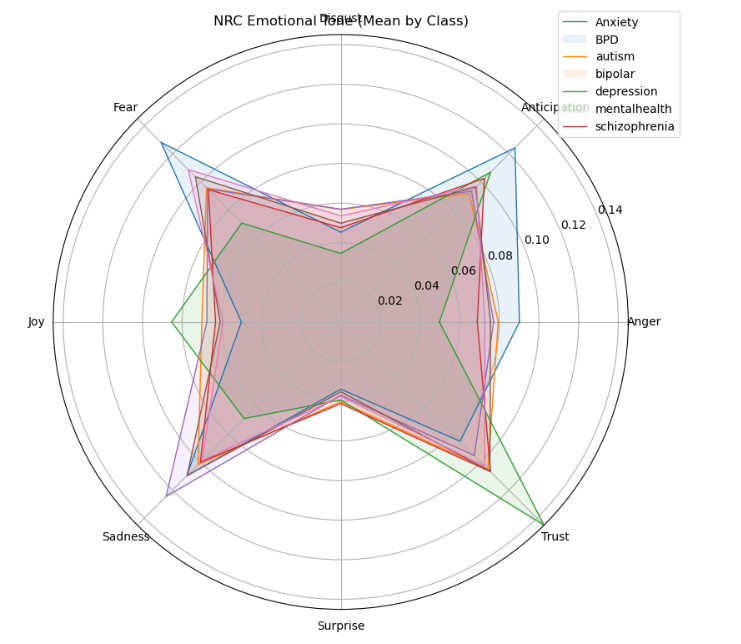 NRC Emotional Tone (Mean by Class)
Disgust
Anxiety
BPD
autism
bipolar
depression
mentalhealth
schizophrenia
Fear
Anticipation
0.14
0.12
0.10
0.08
0.06
0.04
0.02
Joy
Anger
Sadness
Trust
Surprise